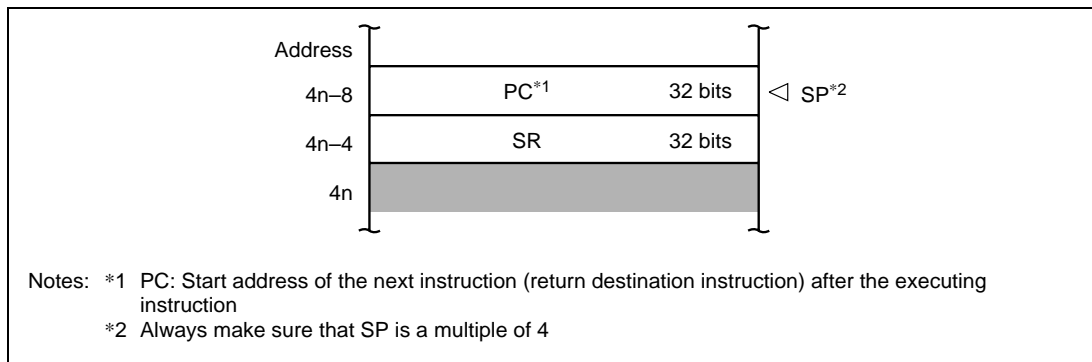 Address
4n–8 PC*1 32 bits ◁ SP*2
4n–4 SR 32 bits
4n
Notes: *1 PC: Start address of the next instruction (return destination instruction) after the executing
instruction
*2 Always make sure that SP is a multiple of 4